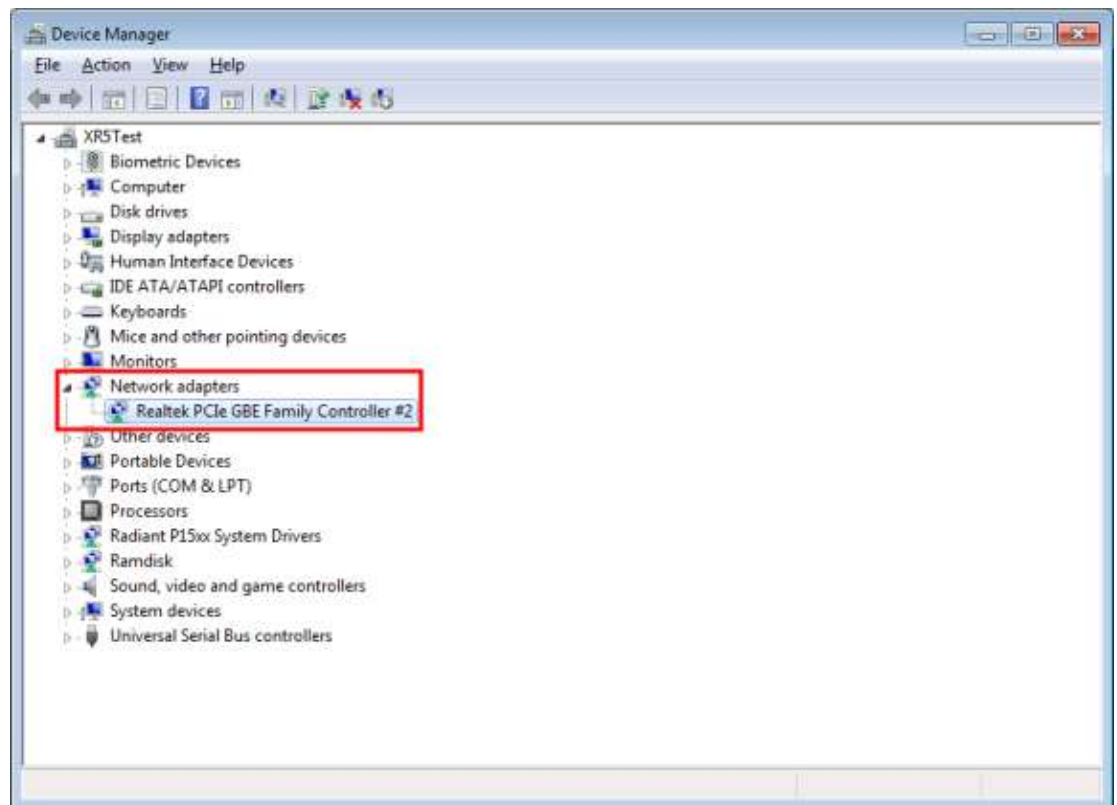 Device Manager
File Action View Help
XR5Test
Biometric Devices
Computer
Disk drives
Display adapters
Human Interface Devices
IDE ATA/ATAPI controllers
Keyboards
Mice and other pointing devices
Monitors
Network adapters
Realtek PCIe GBE Family Controller #2
Other devices
Portable Devices
Ports (COM & LPT)
Processors
Radiant P15xx System Drivers
Ramdisk
Sound, video and game controllers
System devices
Universal Serial Bus controllers